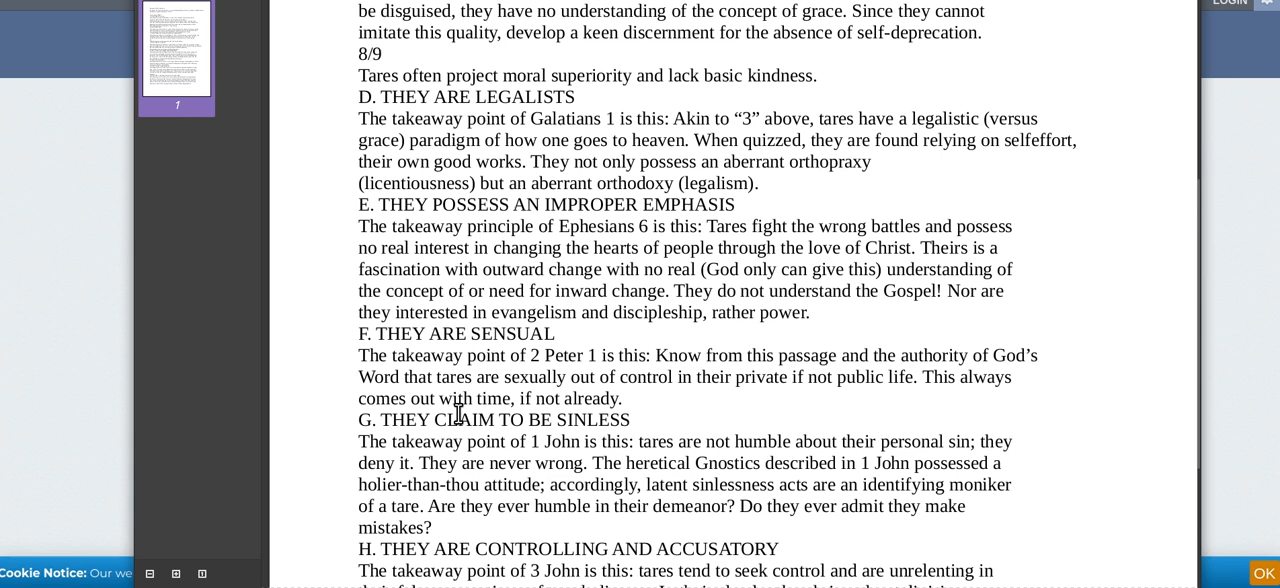 LOGIN
be disguised, they have no understanding of the concept of grace. Since they cannot
imitate this quality, develop a keen discernment for the absence of self-deprecation.
8/9
Tares often project moral superiority and lack basic kindness.
D. THEY ARE LEGALISTS
The takeaway point of Galatians 1 is this: Akin to “3” above, tares have a legalistic (versus
grace) paradigm of how one goes to heaven. When quizzed, they are found relying on selfeffort,
their own good works. They not only possess an aberrant orthopraxy
(licentiousness) but an aberrant orthodoxy (legalism).
E. THEY POSSESS AN IMPROPER EMPHASIS
The takeaway principle of Ephesians 6 is this: Tares fight the wrong battles and possess
no real interest in changing the hearts of people through the love of Christ. Theirs is a
fascination with outward change with no real (God only can give this) understanding of
the concept of or need for inward change. They do not understand the Gospel! Nor are
they interested in evangelism and discipleship, rather power.
F. THEY ARE SENSUAL
The takeaway point of 2 Peter 1 is this: Know from this passage and the authority of God’s
Word that tares are sexually out of control in their private if not public life. This always
comes out with time, if not already.
G. THEY CLAIM TO BE SINLESS
The takeaway point of 1 John is this: tares are not humble about their personal sin; they
deny it. They are never wrong. The heretical Gnostics described in 1 John possessed a
holier-than-thou attitude; accordingly, latent sinlessness acts are an identifying moniker
of a tare. Are they ever humble in their demeanor? Do they ever admit they make
mistakes?
H. THEY ARE CONTROLLING AND ACCUSATORY
The takeaway point of 3 John is this: tares tend to seek control and are unrelenting in
1
Cookie Notice: Our we
OK